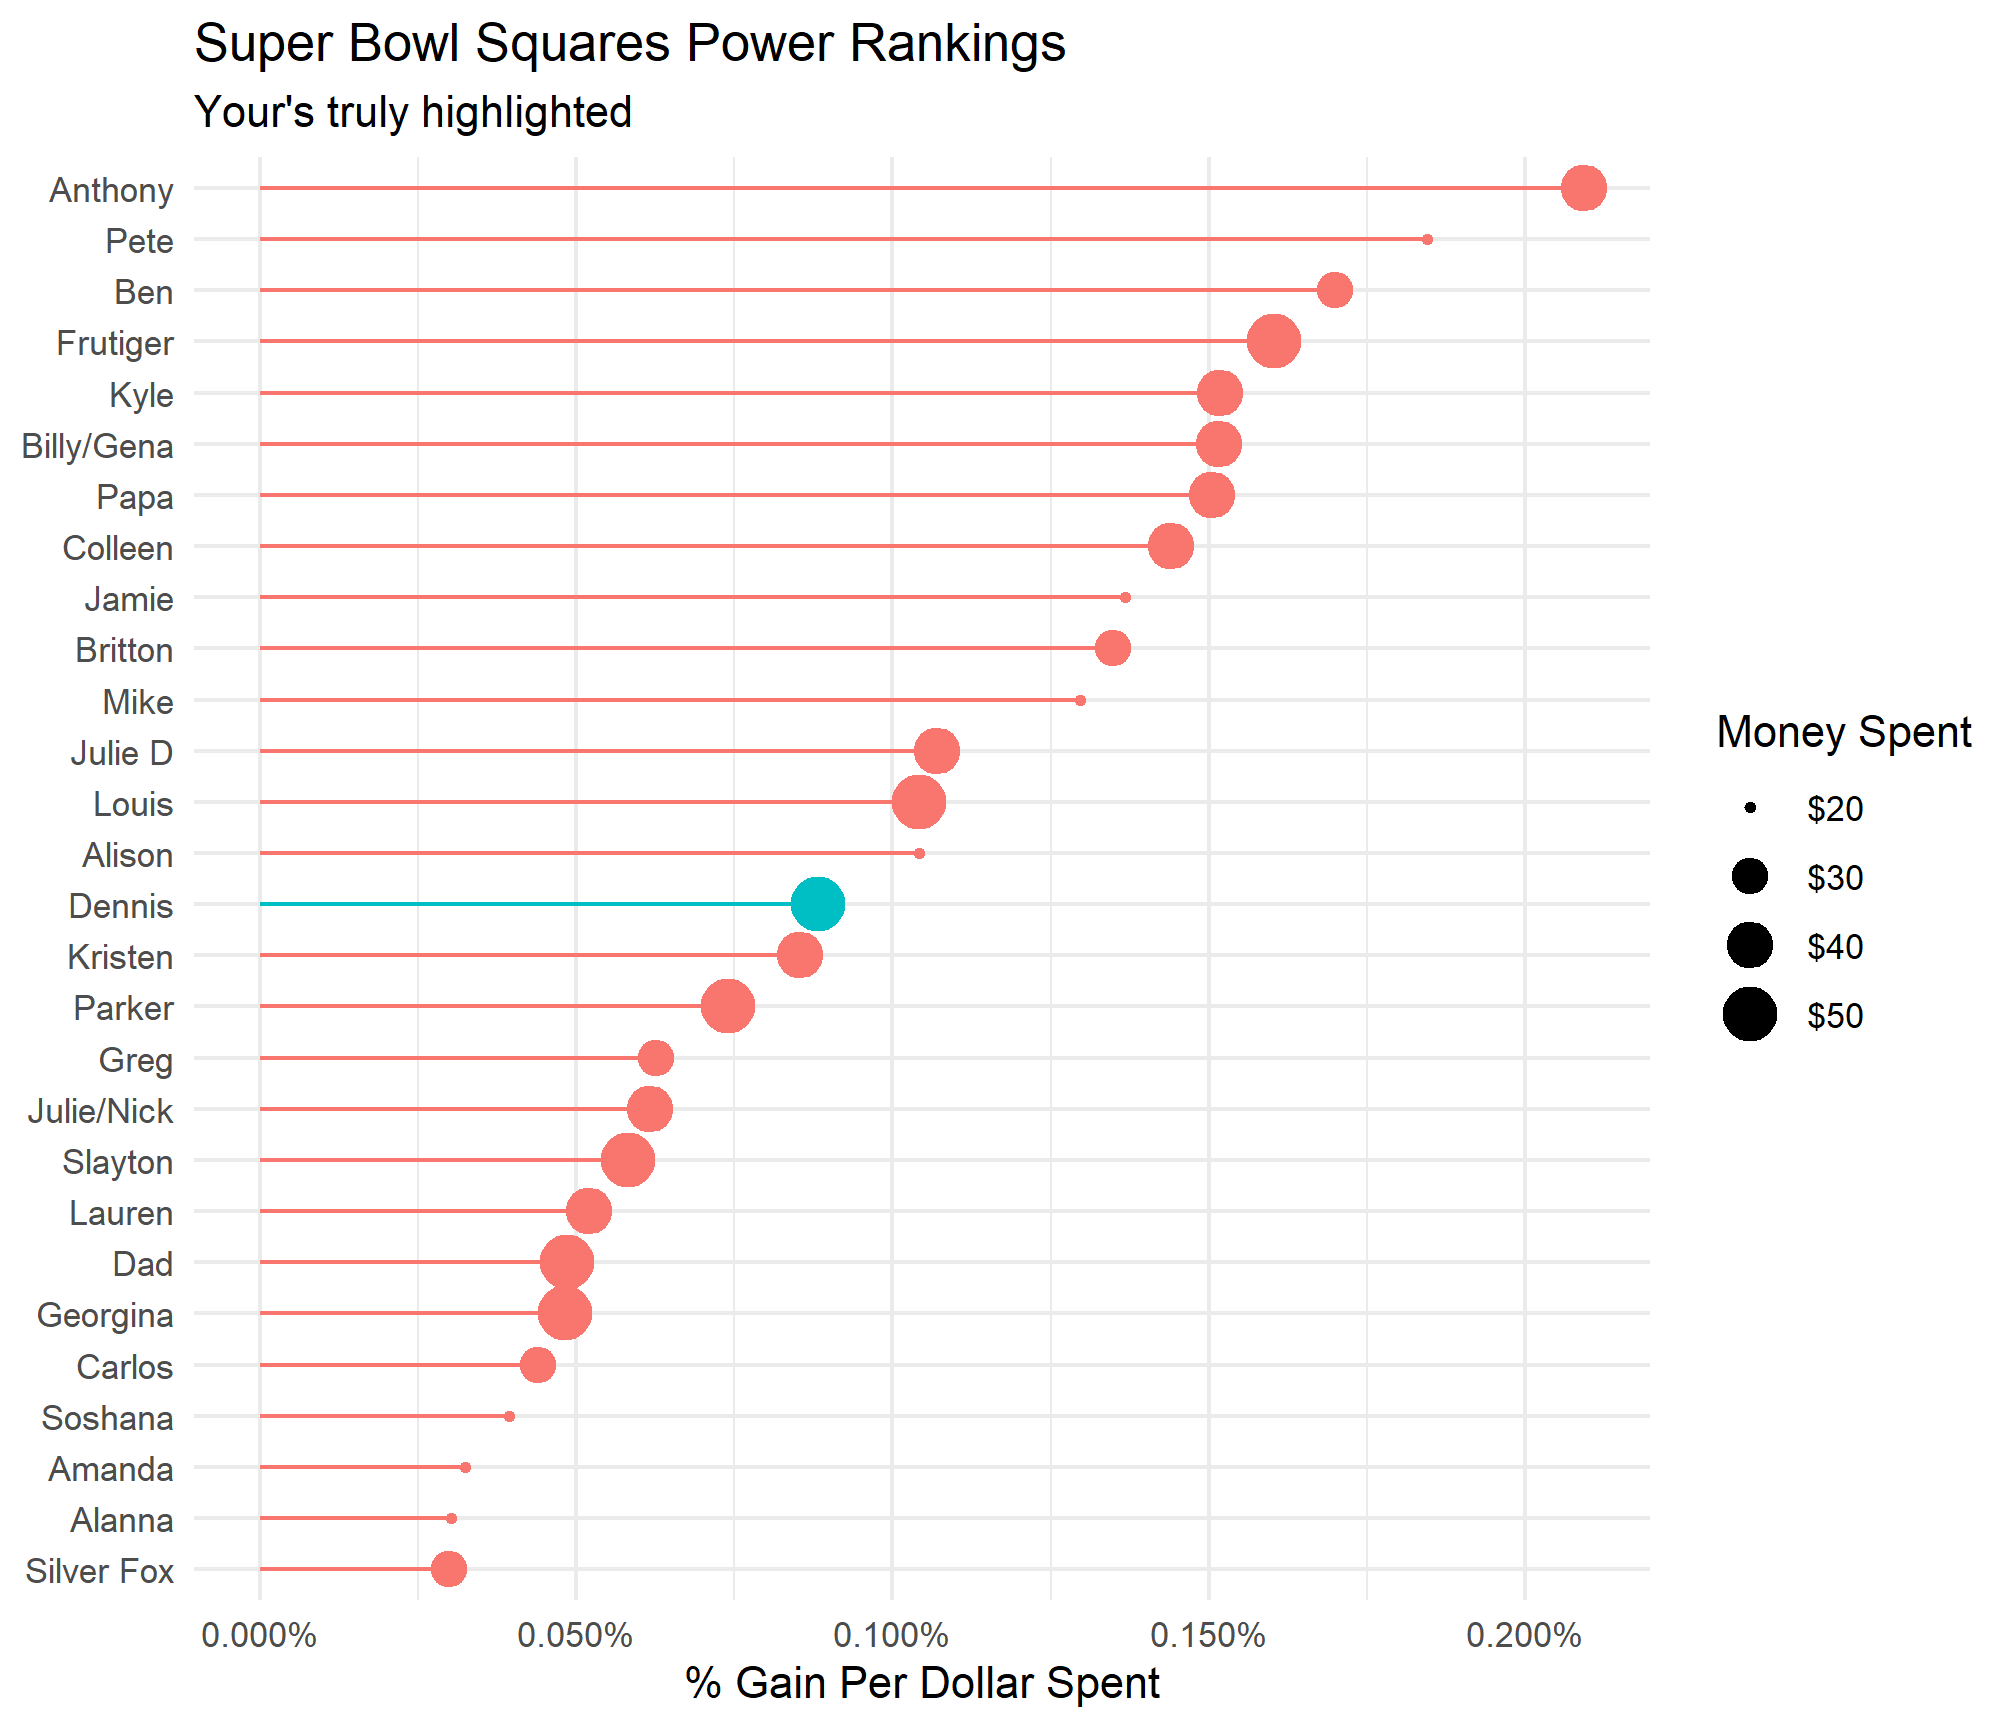 Super Bowl Squares Power Rankings
Your's truly highlighted
Anthony
Pete
Ben
Frutiger
Kyle
Billy/Gena
Papa
Colleen
Jamie
Britton
Mike
Julie D
Louis
Alison
Dennis
Kristen
Parker
Greg
Julie/Nick
Slayton
Lauren
Dad
Georgina
Carlos
Soshana
Amanda
Alanna
Silver Fox
0.000% 0.050% 0.100% 0.150% 0.200%
% Gain Per Dollar Spent
Money Spent
$20
$30
$40
$50